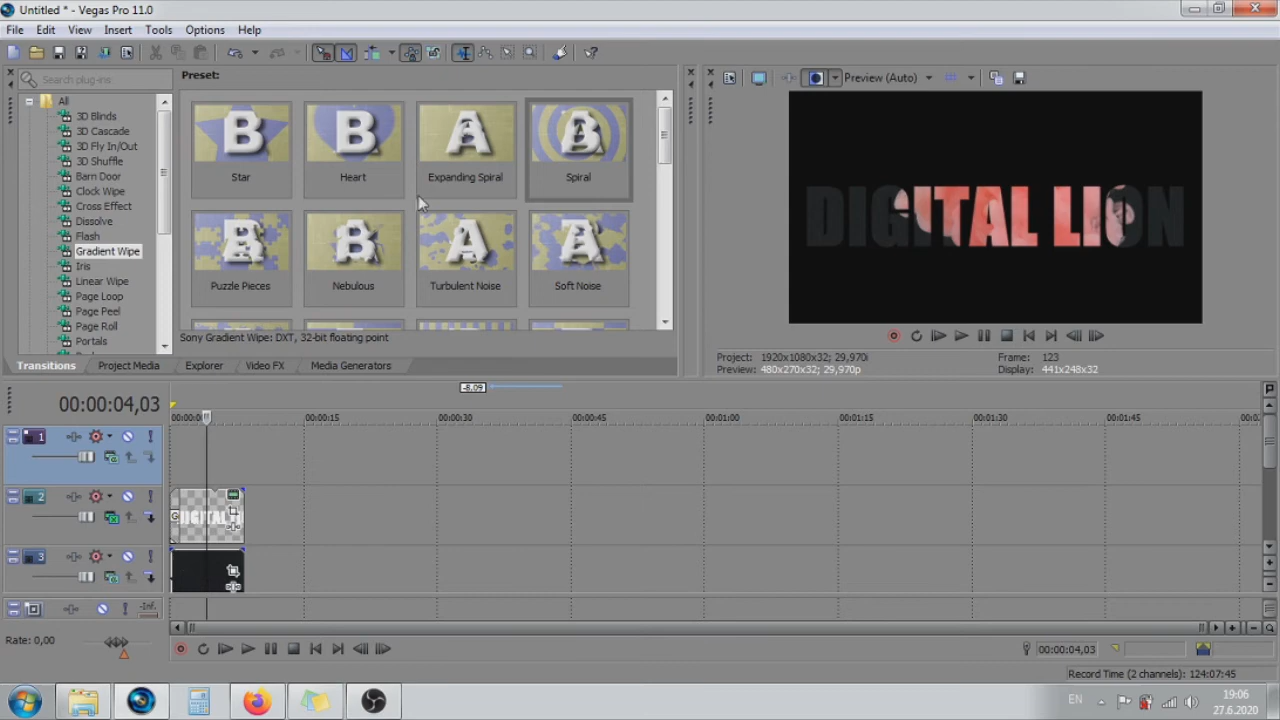 Untitled * - Vegas Pro 11.0
File Edit View Insert Tools Options Help
Search plug-ins
Preset:
Preview (Auto)
All
3D Blinds
3D Cascade
3D Fly In/Out
3D Shuffle
Barn Door
Clock Wipe
Cross Effect
Dissolve
Flash
Gradient Wipe
Iris
Linear Wipe
Page Loop
Page Peel
Page Roll
Portals
B B A B
Star Heart Expanding Spiral Spiral
Puzzle Pieces Nebulous Turbulent Noise Soft Noise
Sony Gradient Wipe: DXT, 32-bit floating point
DIGITAL LION
Transitions Project Media Explorer Video FX Media Generators
Project: 1920x1080x32; 29,970i Frame: 123
Preview: 480x270x32; 29,970p Display: 441x248x32
-8.09
00:00:04,03
00:00:15 00:00:30 00:00:45 00:01:00 00:01:15 00:01:30 00:01:45
1
2
3
-Inf.
Rate: 0,00
00:00:04,03
Record Time (2 channels): 124:07:45
EN
19:06
27.6.2020